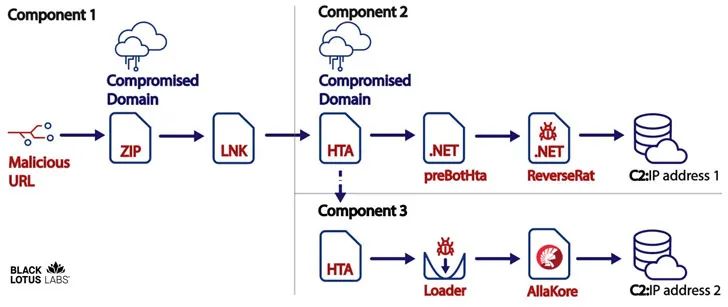 Component 1
Compromised
Domain
Malicious
URL
ZIP
LNK
Component 2
Compromised
Domain
HTA
.NET
preBotHta
.NET
ReverseRat
C2:IP address 1
Component 3
HTA
Loader
AllaKore
C2:IP address 2
BLACK
LOTUS LABS®